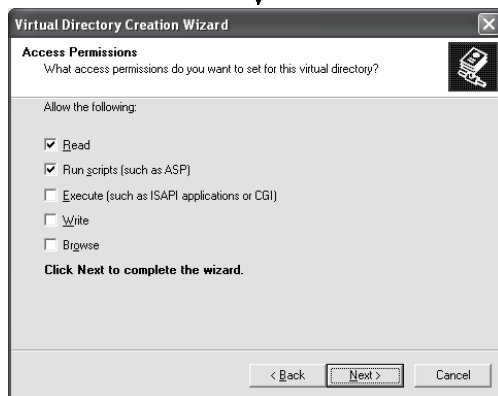 Virtual Directory Creation Wizard
Access Permissions
What access permissions do you want to set for this virtual directory?
Allow the following:
Read
Run scripts (such as ASP)
Execute (such as ISAPI applications or CGI)
Write
Browse
Click Next to complete the wizard.
< Back Next > Cancel